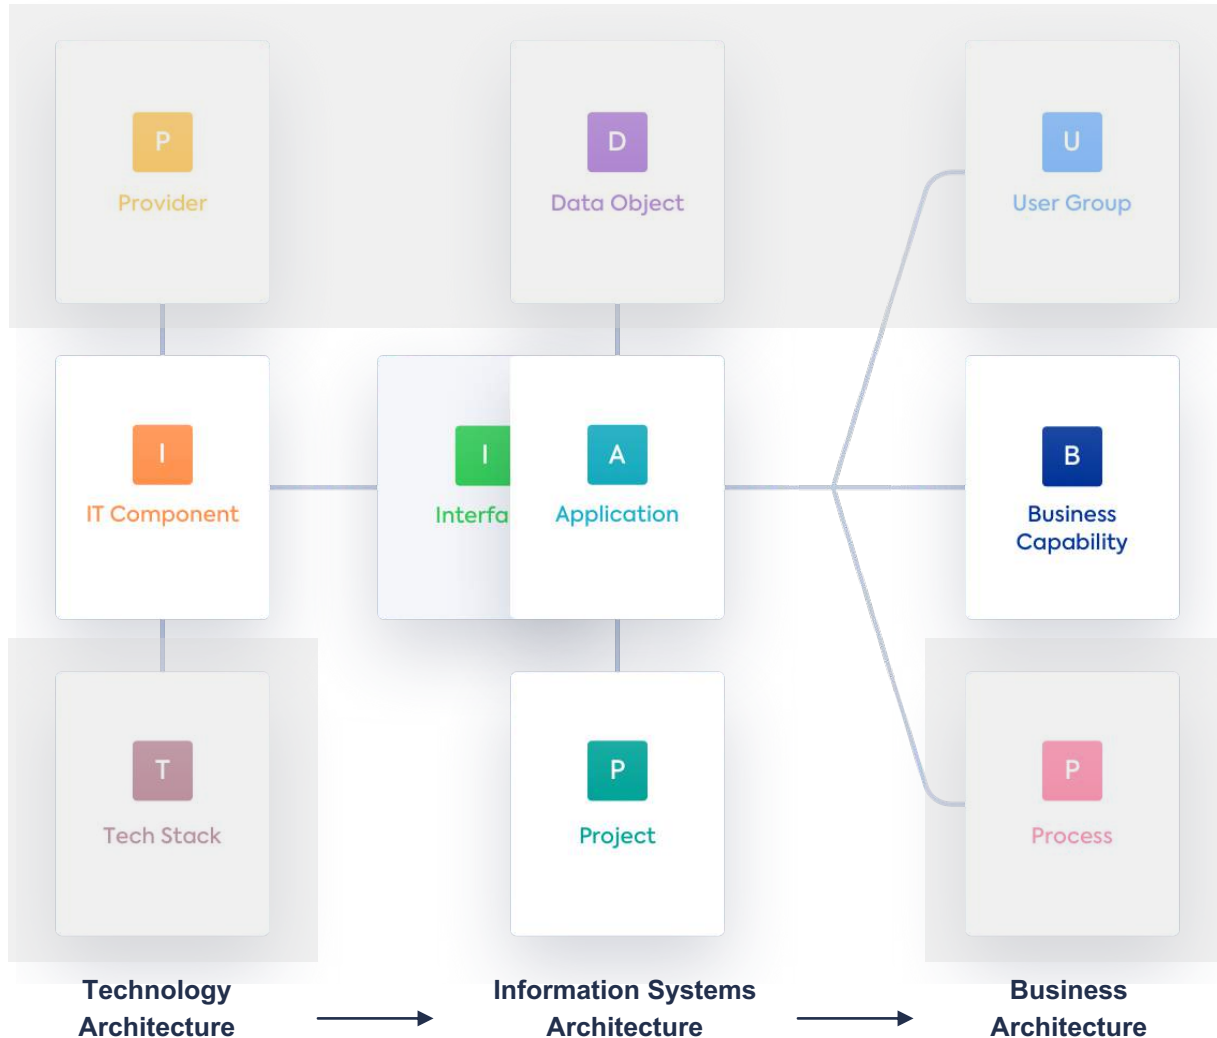 P
Provider
D
Data Object
U
User Group
I
IT Component
I
Interfa
A
Application
B
Business
Capability
T
Tech Stack
P
Project
P
Process
Technology
Architecture
Information Systems
Architecture
Business
Architecture